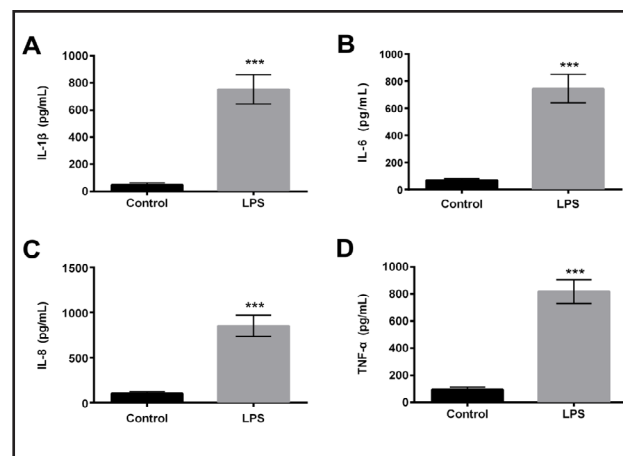 A
IL-1β (pg/mL)
1000
800
600
400
200
0
***
Control LPS
B
IL-6 (pg/mL)
1000
800
600
400
200
0
***
Control LPS
C
IL-8 (pg/mL)
1500
1000
500
0
***
Control LPS
D
TNF-α (pg/mL)
1000
800
600
400
200
0
***
Control LPS